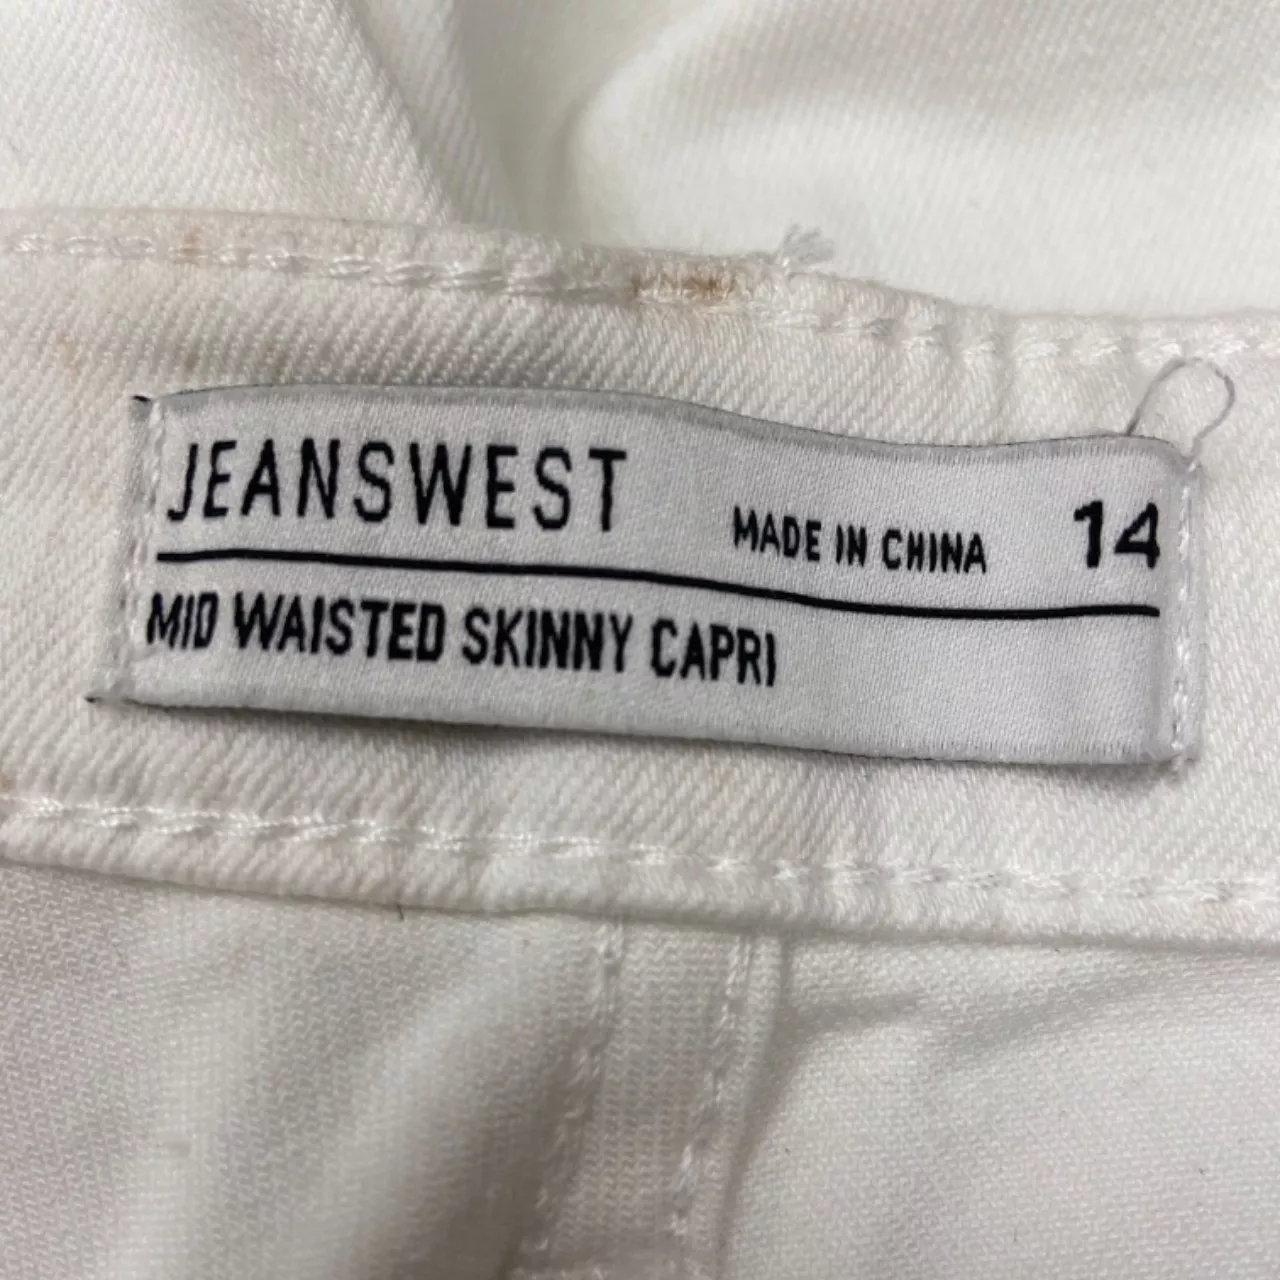 JEANSWEST MADE IN CHINA 14
MID WAISTED SKINNY CAPRI